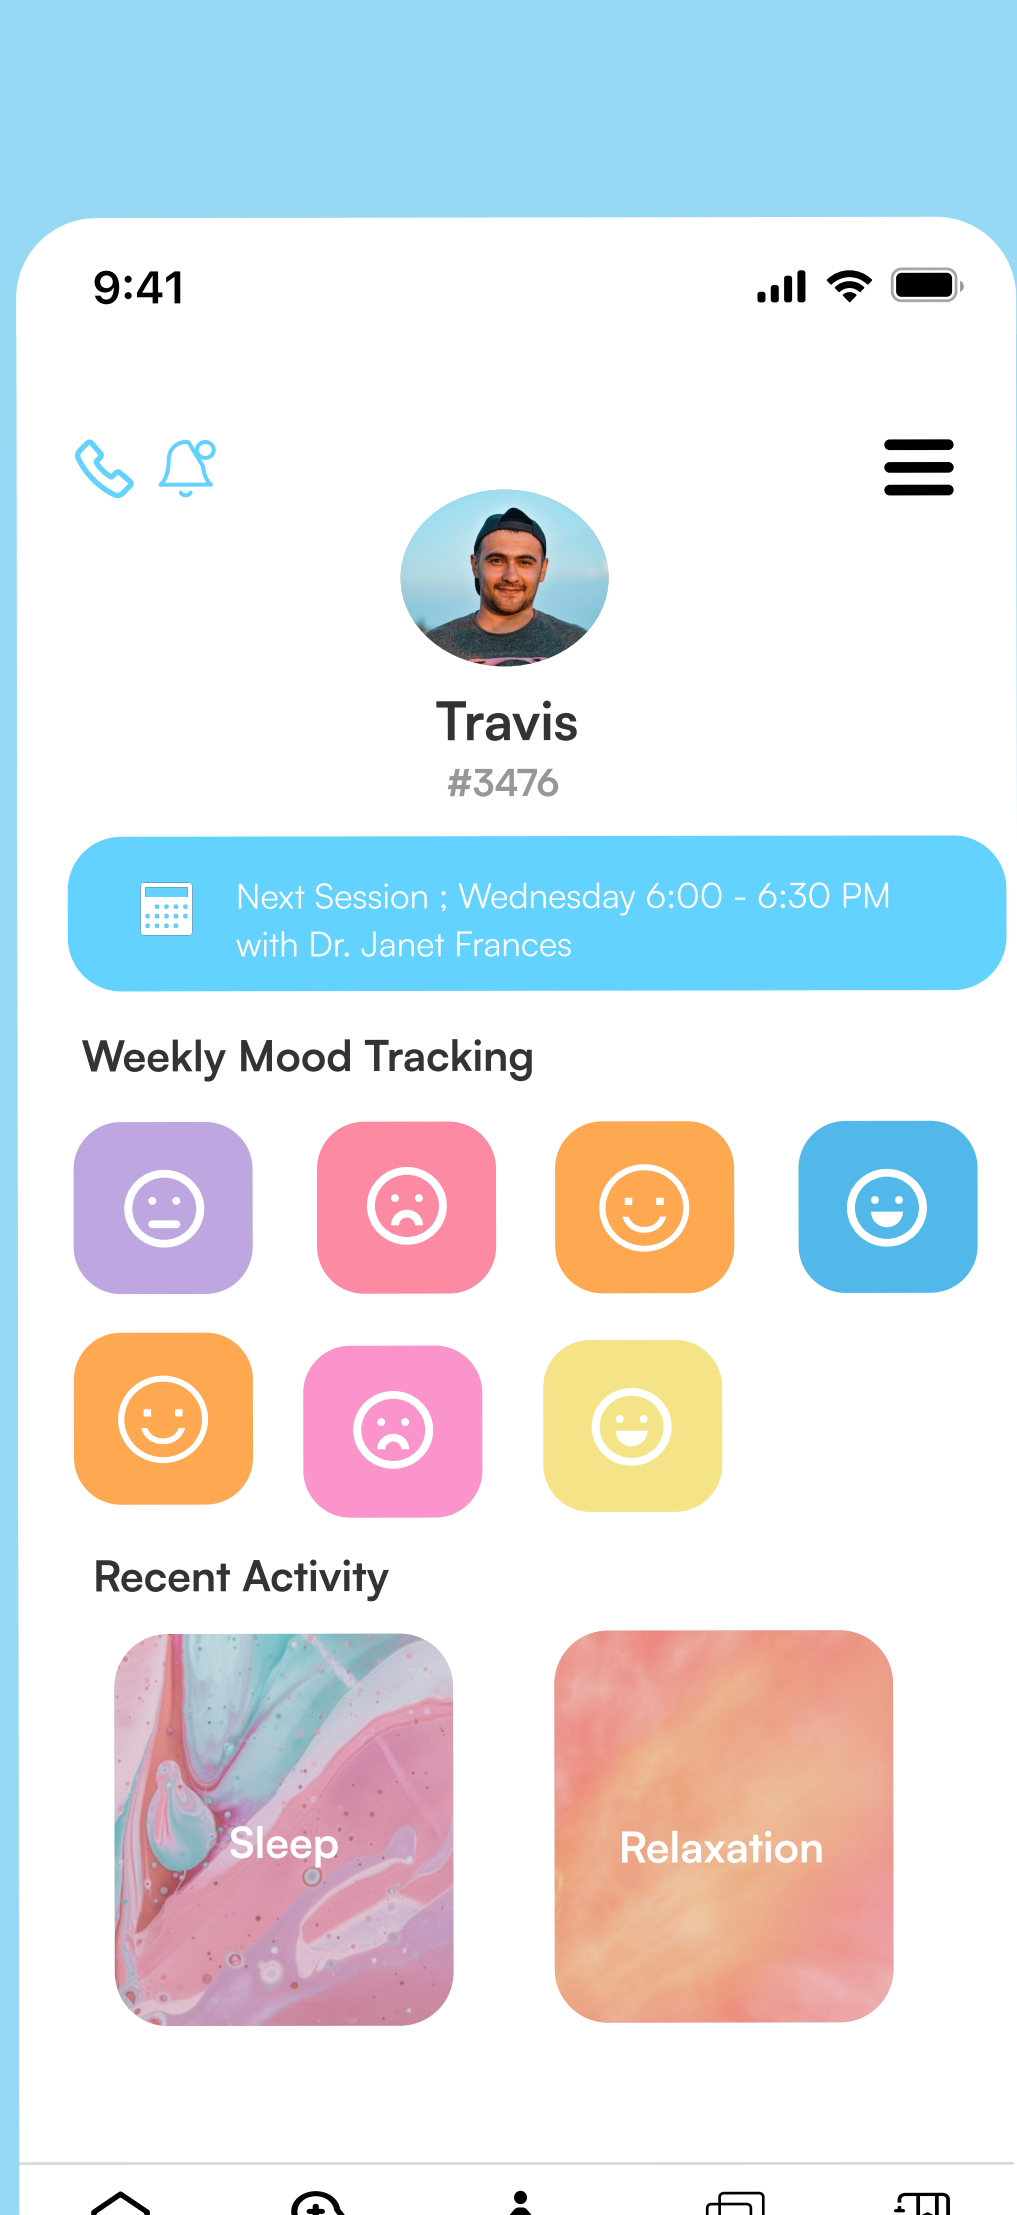 9:41
Travis
#3476
Next Session ; Wednesday 6:00 - 6:30 PM
with Dr. Janet Frances
Weekly Mood Tracking
Recent Activity
Sleep
Relaxation